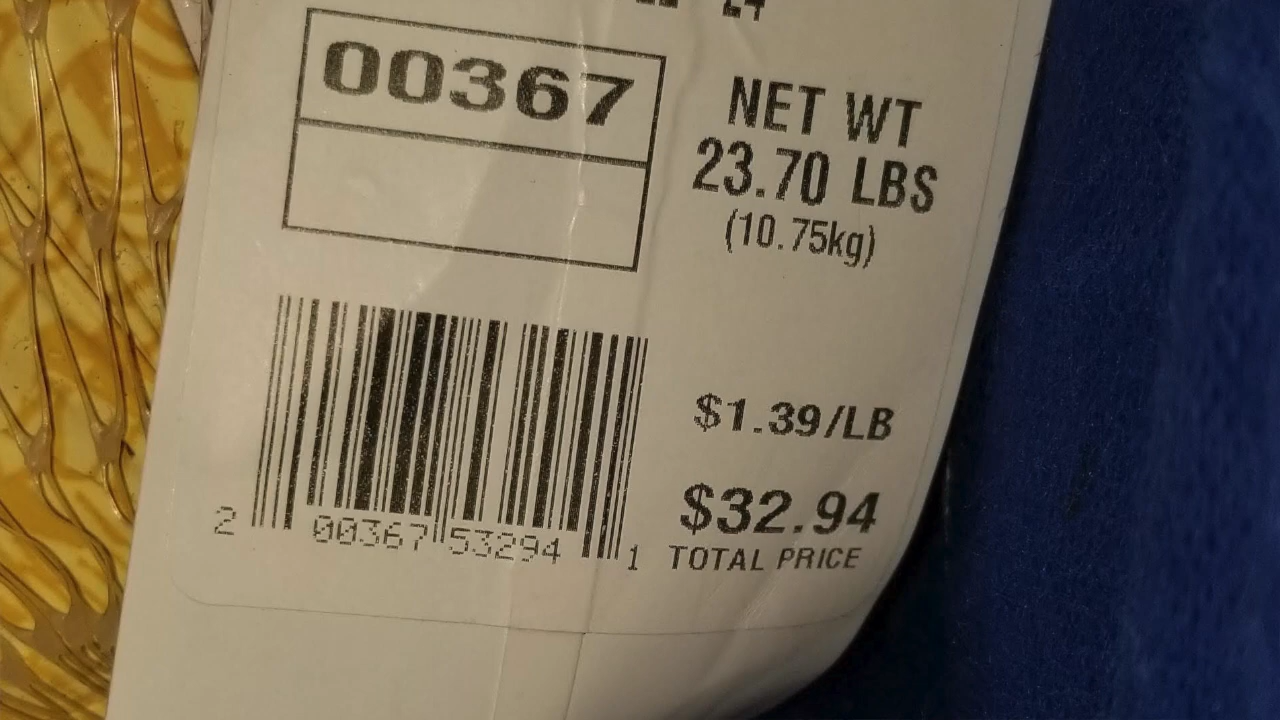 00367
NET WT
23.70 LBS
(10.75kg)
$1.39/LB
$32.94
TOTAL PRICE
2 00367 53294 1